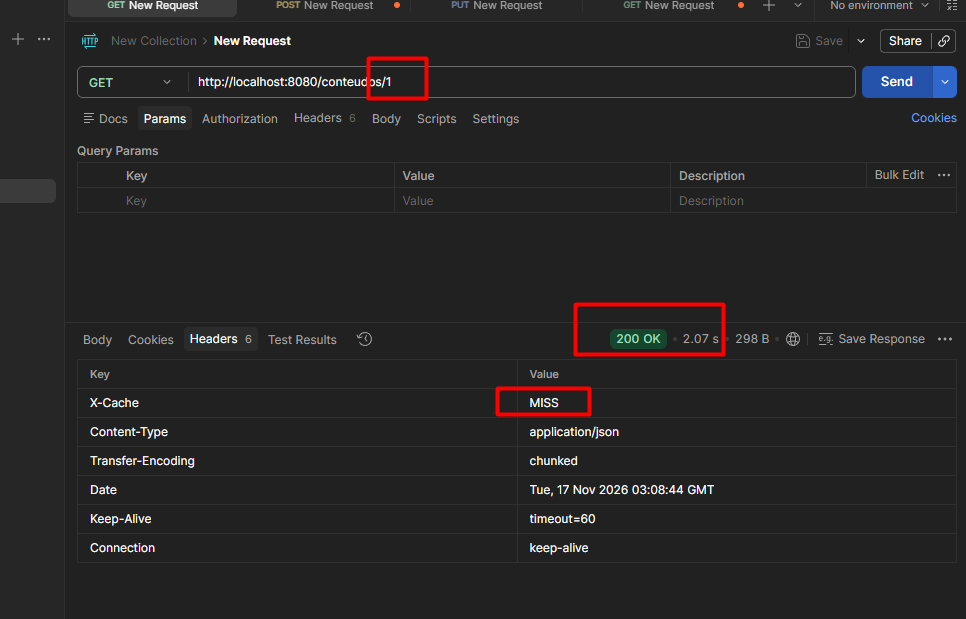 GET New Request POST New Request PUT New Request GET New Request No environment
HTTP New Collection > New Request Save Share
GET http://localhost:8080/conteudos/1 Send
Docs Params Authorization Headers 6 Body Scripts Settings Cookies
Query Params
Key Value Description Bulk Edit
Key Value Description
Body Cookies Headers 6 Test Results 200 OK 2.07 s 298 B e.g. Save Response
Key Value
X-Cache MISS
Content-Type application/json
Transfer-Encoding chunked
Date Tue, 17 Nov 2026 03:08:44 GMT
Keep-Alive timeout=60
Connection keep-alive